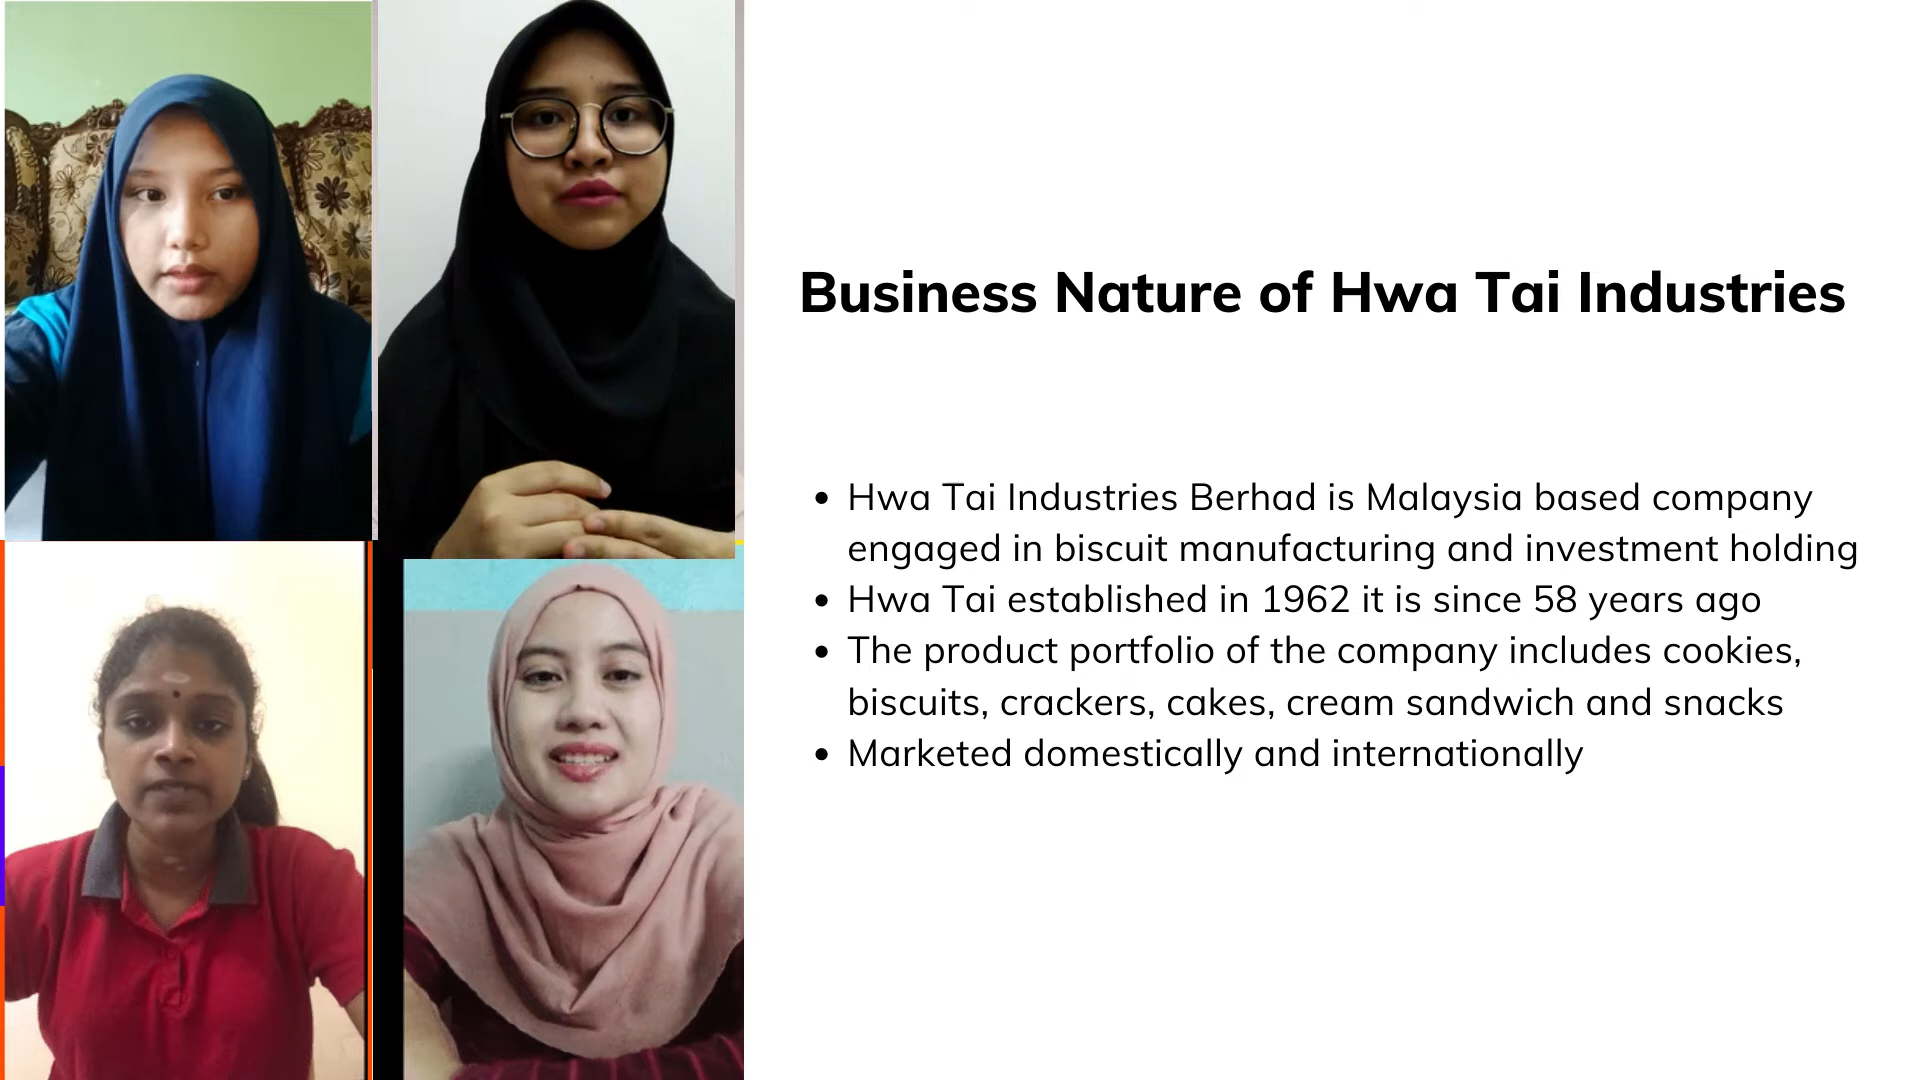 Business Nature of Hwa Tai Industries
• Hwa Tai Industries Berhad is Malaysia based company
engaged in biscuit manufacturing and investment holding
• Hwa Tai established in 1962 it is since 58 years ago
• The product portfolio of the company includes cookies,
biscuits, crackers, cakes, cream sandwich and snacks
• Marketed domestically and internationally